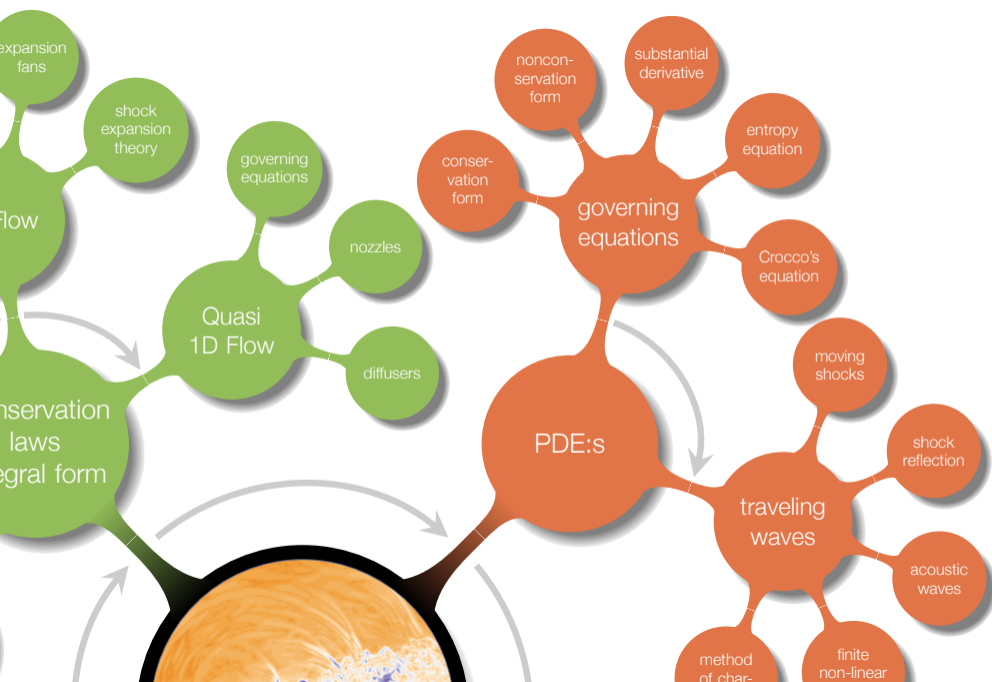 expansion
fans
shock
expansion
theory
Flow
governing
equations
nozzles
Quasi
1D Flow
diffusers
nservation
laws
egral form
noncon-
servation
form
substantial
derivative
entropy
equation
conser-
vation
form
governing
equations
Crocco's
equation
moving
shocks
PDE:s
shock
reflection
traveling
waves
acoustic
waves
method
of char-
finite
non-linear